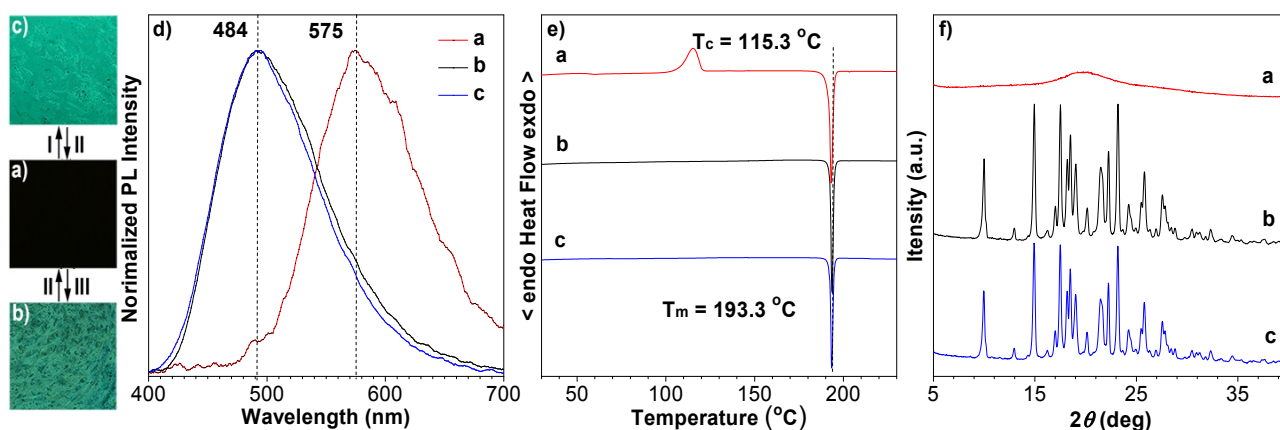 c)
I
II
a)
II
III
b)
d)
484
575
a
b
c
Norimalized PL Intensity
400
500
600
700
Wavelength (nm)
e)
Tc = 115.3 °C
a
b
c
Tm = 193.3 °C
< endo Heat Flow exdo >
50
100
150
200
Temperature (°C)
f)
a
b
c
Itensity (a.u.)
5
15
25
35
2θ (deg)